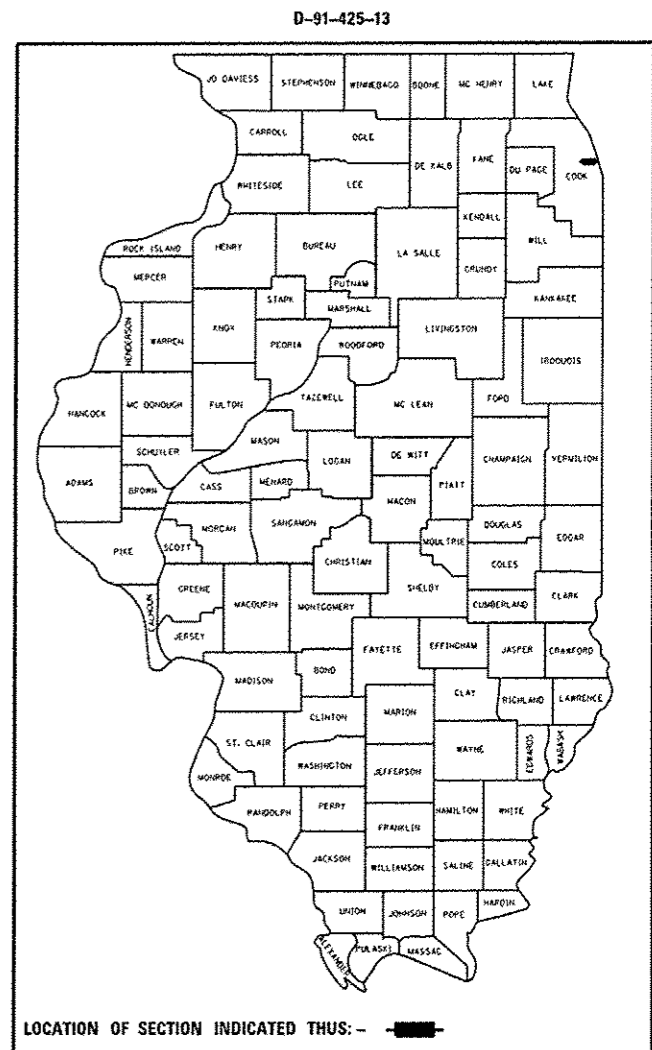 D-91-425-13
JO DAVIESS STEPHENSON WINNEBAGO BOONE MC HENRY LAKE
CARROLL OGLE
DE KALB KANE DU PAGE COOK
WHITESIDE LEE
KENDALL
ROCK ISLAND HENRY BUREAU LA SALLE WILL
MERCER PUTNAM GRUNDY
STARK MARSHALL KANKAKEE
HENDERSON WARREN KNOX PEORIA WOODFORD LIVINGSTON IROQUOIS
HANCOCK MC DONOUGH FULTON TAZEWELL MC LEAN FORD
SCHUYLER MASON
ADAMS BROWN CASS MENARD LOGAN DE WITT PIATT CHAMPAIGN VERMILION
MACON
PIKE SCOTT MORGAN SANGAMON CHRISTIAN MOULTRIE DOUGLAS EDGAR
COLES
CALHOUN GREENE MACOUPIN MONTGOMERY SHELBY CUMBERLAND CLARK
JERSEY
FAYETTE EFFINGHAM JASPER CRAWFORD
MADISON BOND
CLAY RICHLAND LAWRENCE
CLINTON MARION
ST. CLAIR WAYNE EDWARDS WABASH
MONROE WASHINGTON JEFFERSON
RANDOLPH PERRY HAMILTON WHITE
FRANKLIN
JACKSON WILLIAMSON SALINE GALLATIN
UNION JOHNSON POPE HARDIN
ALEXANDER PULASKI MASSAC
LOCATION OF SECTION INDICATED THUS: -